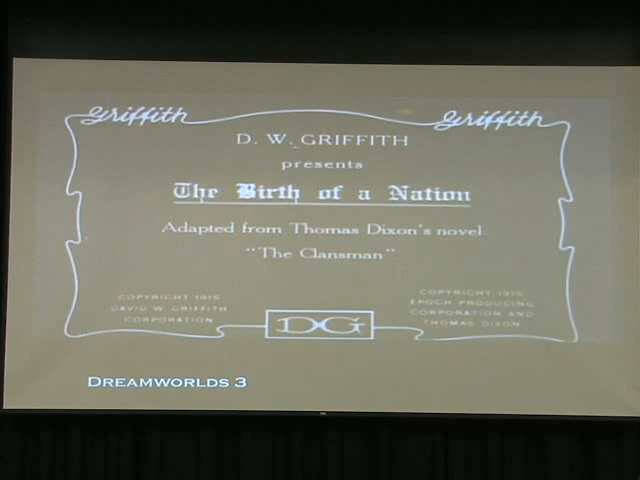 Griffith Griffith
D. W. GRIFFITH
presents
The Birth of a Nation
Adapted from Thomas Dixon's novel
"The Clansman"
COPYRIGHT 1915
DAVID W. GRIFFITH
CORPORATION
DG
COPYRIGHT 1915
EPOCH PRODUCING
CORPORATION AND
THOMAS DIXON
DREAMWORLDS 3